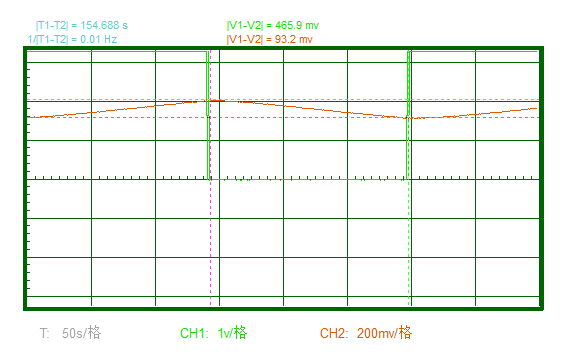 |T1-T2| = 154.688 s |V1-V2| = 465.9 mv
1/|T1-T2| = 0.01 Hz |V1-V2| = 93.2 mv
T: 50s/格 CH1: 1v/格 CH2: 200mv/格